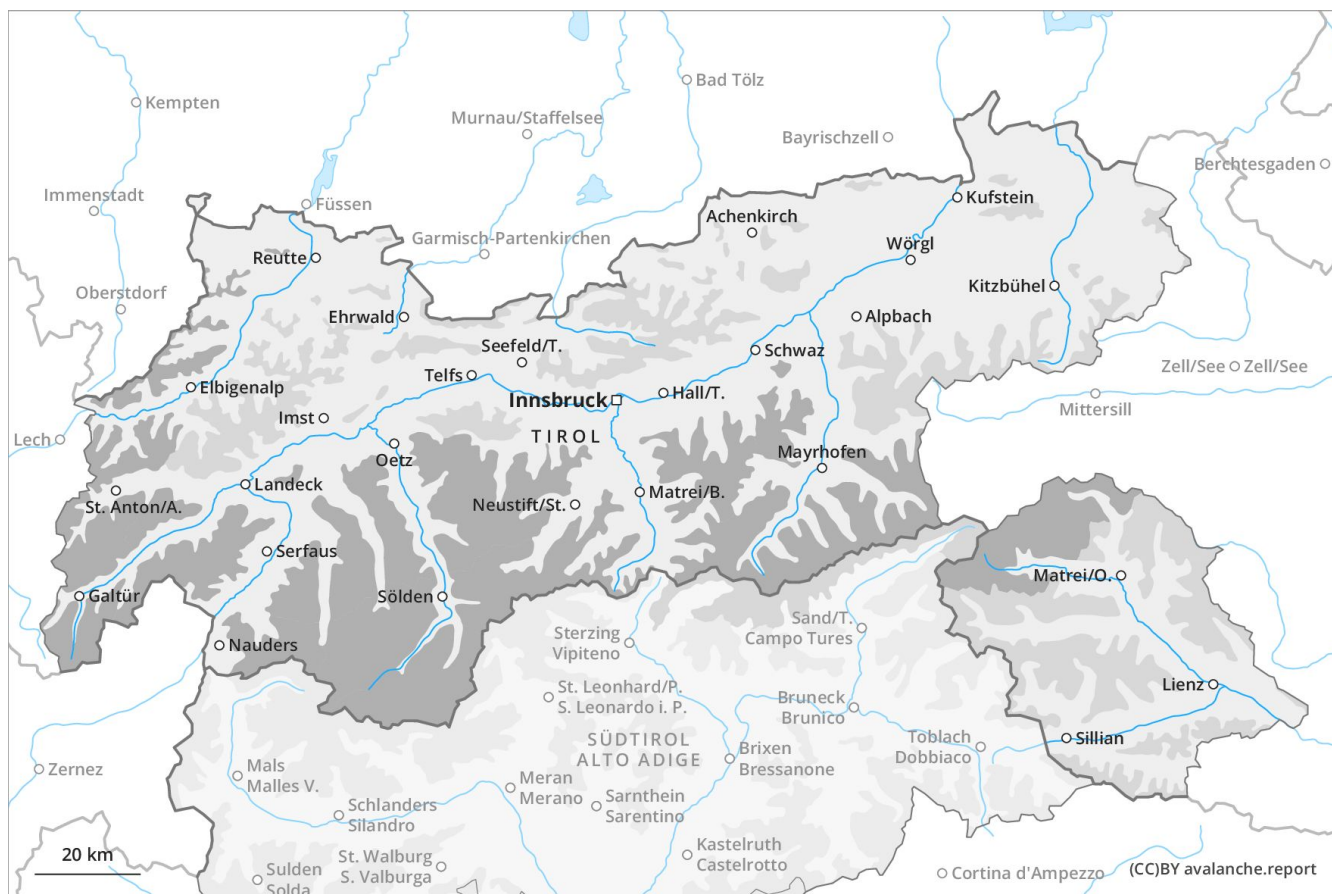 Bad Tölz
Kempten
Murnau/Staffelsee
Bayrischzell
Berchtesgaden
Immenstadt
Füssen
Kufstein
Achenkirch
Garmisch-Partenkirchen
Wörgl
Reutte
Kitzbühel
Oberstdorf
Ehrwald
Alpbach
Seefeld/T.
Schwaz
Zell/See
Zell/See
Telfs
Elbigenalp
Innsbruck
Hall/T.
Mittersill
Imst
Lech
TIROL
Oetz
Mayrhofen
Landeck
St. Anton/A.
Neustift/St.
Matrei/B.
Serfaus
Matrei/O.
Galtür
Sölden
Sand/T.
Campo Tures
Sterzing
Vipiteno
Nauders
Lienz
St. Leonhard/P.
S. Leonardo i. P.
Bruneck
Brunico
SÜDTIROL
ALTO ADIGE
Sillian
Toblach
Dobbiaco
Brixen
Bressanone
Zernez
Mals
Malles V.
Meran
Merano
Sarnthein
Sarentino
Schlanders
Silandro
Kastelruth
Castelrotto
20 km
St. Walburg
S. Valburga
Sulden
Solda
Cortina d'Ampezzo
(CC)BY avalanche.report